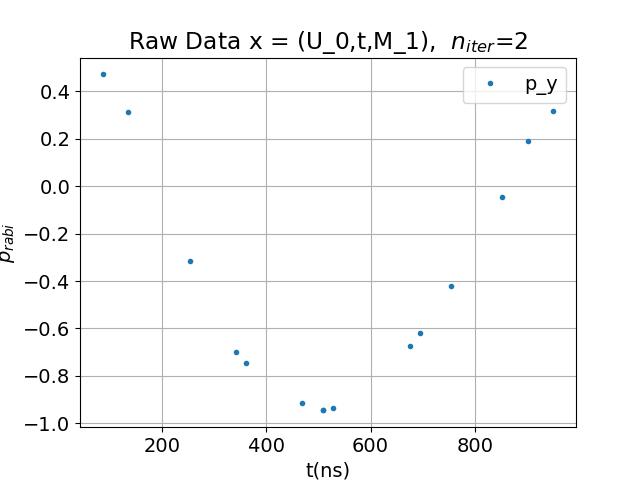 Raw Data x = (U_0,t,M_1), n_iter=2
p_y
0.4
0.2
0.0
−0.2
−0.4
−0.6
−0.8
−1.0
p_rabi
200 400 600 800
t(ns)